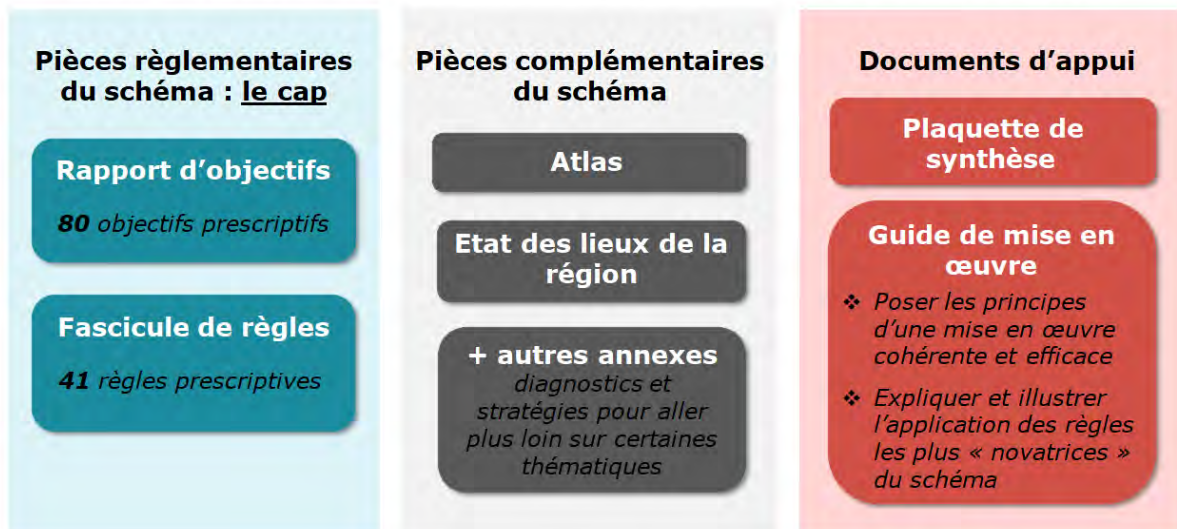 Pièces règlementaires
du schéma : le cap
Rapport d’objectifs
80 objectifs prescriptifs
Fascicule de règles
41 règles prescriptives
Pièces complémentaires
du schéma
Atlas
Etat des lieux de la
région
+ autres annexes
diagnostics et
stratégies pour aller
plus loin sur certaines
thématiques
Documents d’appui
Plaquette de
synthèse
Guide de mise en
œuvre
❖ Poser les principes
d’une mise en œuvre
cohérente et efficace
❖ Expliquer et illustrer
l’application des règles
les plus « novatrices »
du schéma